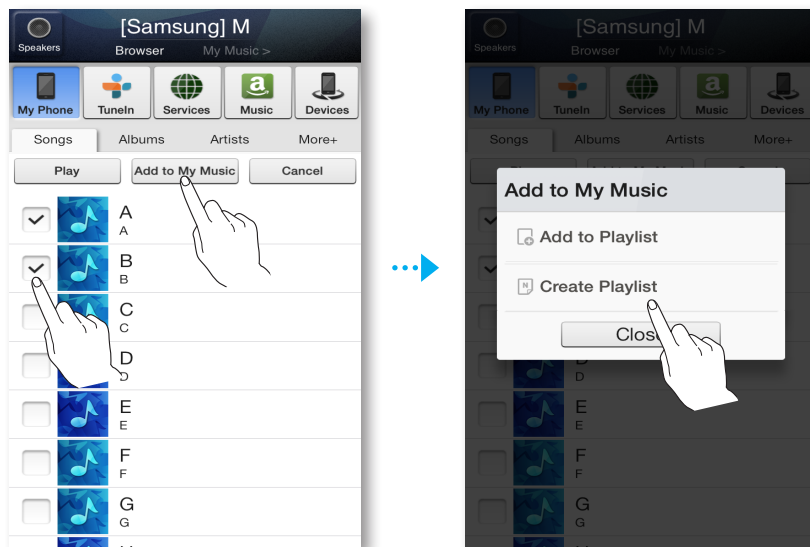 [Samsung] M
Speakers
Browser My Music >
My Phone TuneIn Services Music Devices
Songs Albums Artists More+
Play Add to My Music Cancel
A
A
B
B
C
C
D
D
E
E
F
F
G
G
[Samsung] M
Speakers
Browser My Music >
My Phone TuneIn Services Music Devices
Songs Albums Artists More+
Add to My Music
Add to Playlist
Create Playlist
Close
D
E
E
F
F
G
G